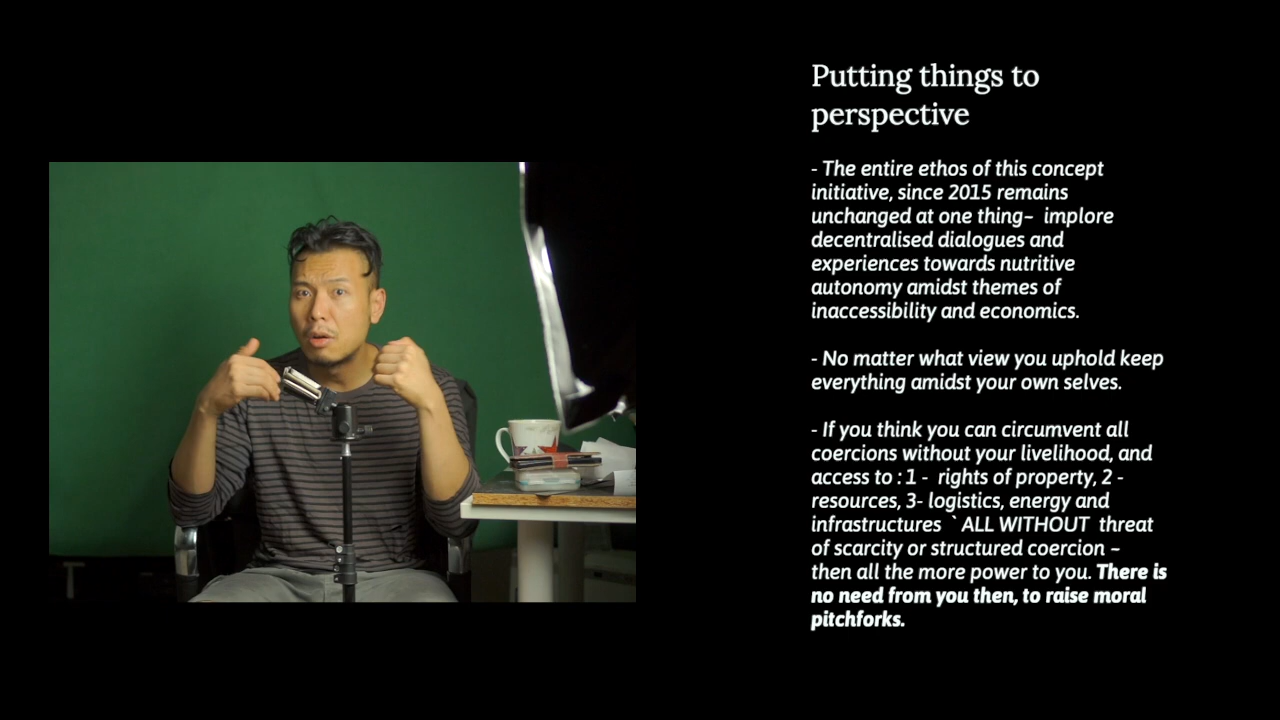 Putting things to
perspective
- The entire ethos of this concept
initiative, since 2015 remains
unchanged at one thing~  implore
decentralised dialogues and
experiences towards nutritive
autonomy amidst themes of
inaccessibility and economics.
- No matter what view you uphold keep
everything amidst your own selves.
- If you think you can circumvent all
coercions without your livelihood, and
access to : 1 -  rights of property, 2 -
resources, 3- logistics, energy and
infrastructures  ` ALL WITHOUT  threat
of scarcity or structured coercion ~
then all the more power to you. There is
no need from you then, to raise moral
pitchforks.